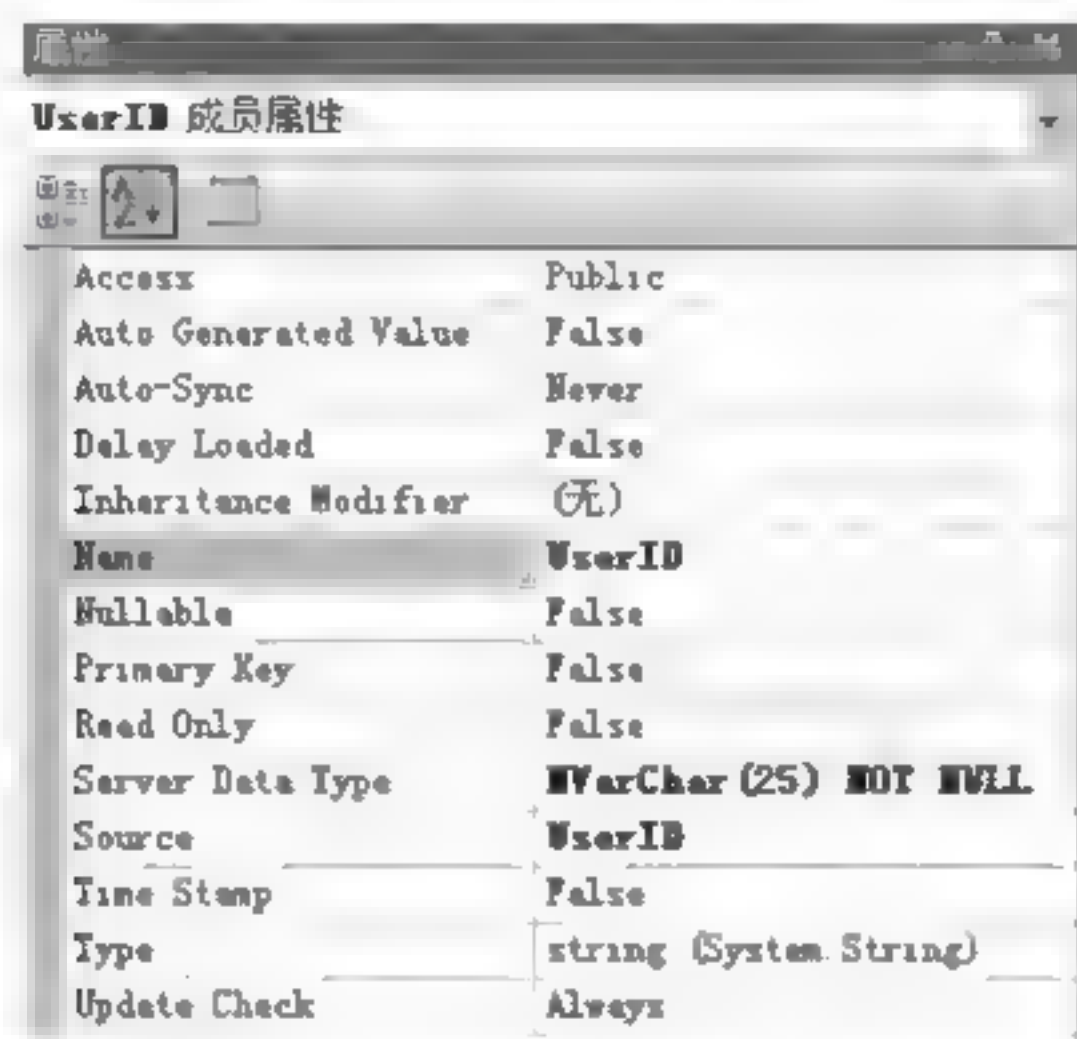 属性
UserID 成员属性
Access Public
Auto Generated Value False
Auto-Sync Never
Delay Loaded False
Inheritance Modifier (无)
Name UserID
Nullable False
Primary Key False
Read Only False
Server Data Type NVarChar(25) NOT NULL
Source UserID
Time Stamp False
Type string (System.String)
Update Check Always